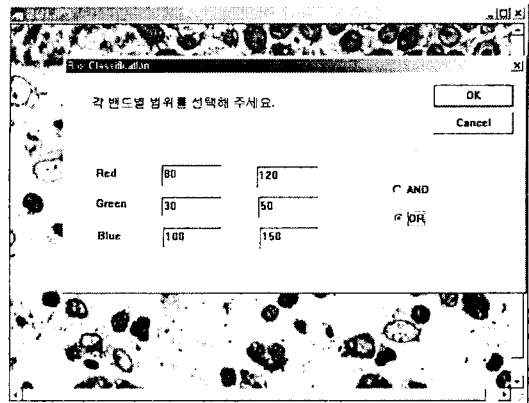 Box Classification
각 밴드별 범위를 선택해 주세요.
OK
Cancel
Red 80 120
Green 30 50
Blue 100 150
AND
OR